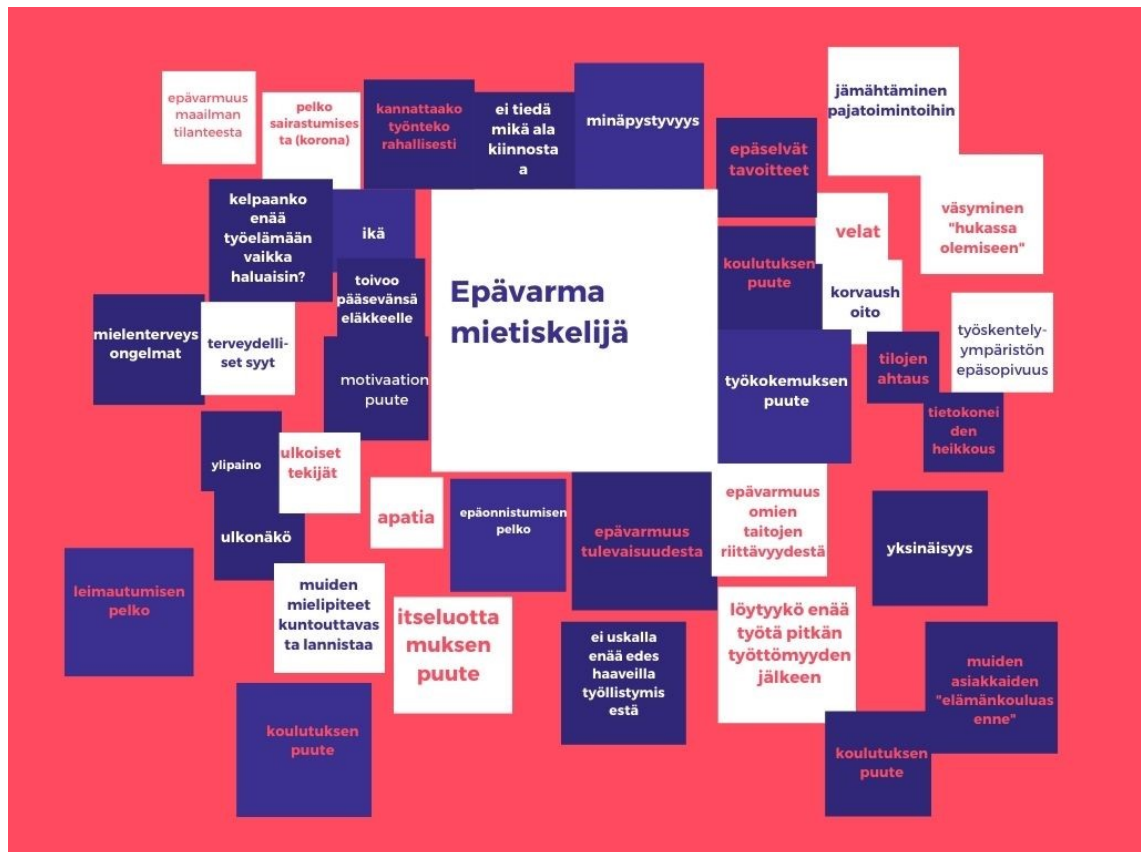 epävarmuus
maailman
tilanteesta
pelko
sairastumises
ta (korona)
kannattaako
työnteko
rahallisesti
ei tiedä
mikä ala
kiinnosta
a
minäpystyvyys
epäselvät
tavoitteet
jämähtäminen
pajatoimintoihin
väsyminen
"hukassa
olemiseen"
kelpaanko
enää
työelämään
vaikka
haluaisin?
ikä
toivoo
pääsevänsä
eläkkeelle
Epävarma
mietiskelijä
koulutuksen
puute
velat
korvaush
oito
mielenterveys
ongelmat
terveydelli-
set syyt
motivaation
puute
työkokemuksen
puute
tilojen
ahtaus
työskentely-
ympäristön
epäsopivuus
tietokonei
den
heikkous
ylipaino
ulkoiset
tekijät
ulkonäkö
apatia
epäonnistumisen
pelko
epävarmuus
tulevaisuudesta
epävarmuus
omien
taitojen
riittävyydestä
yksinäisyys
leimautumisen
pelko
muiden
mielipiteet
kuntouttavas
ta lannistaa
itseluotta
muksen
puute
ei uskalla
enää edes
haaveilla
työllistymis
estä
löytyykö enää
työtä pitkän
työttömyyden
jälkeen
muiden
asiakkaiden
"elämänkouluas
enne"
koulutuksen
puute
koulutuksen
puute